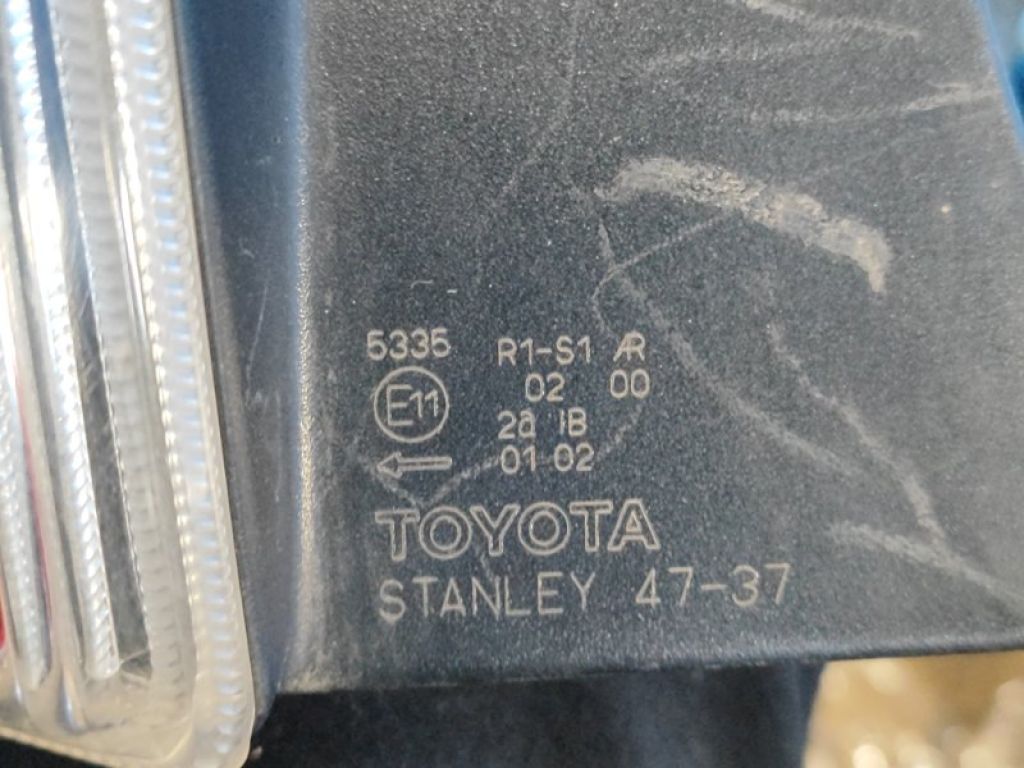 5335 R1-S1 AR
E11 02 00
2a IB
← 01 02
TOYOTA
STANLEY 47-37